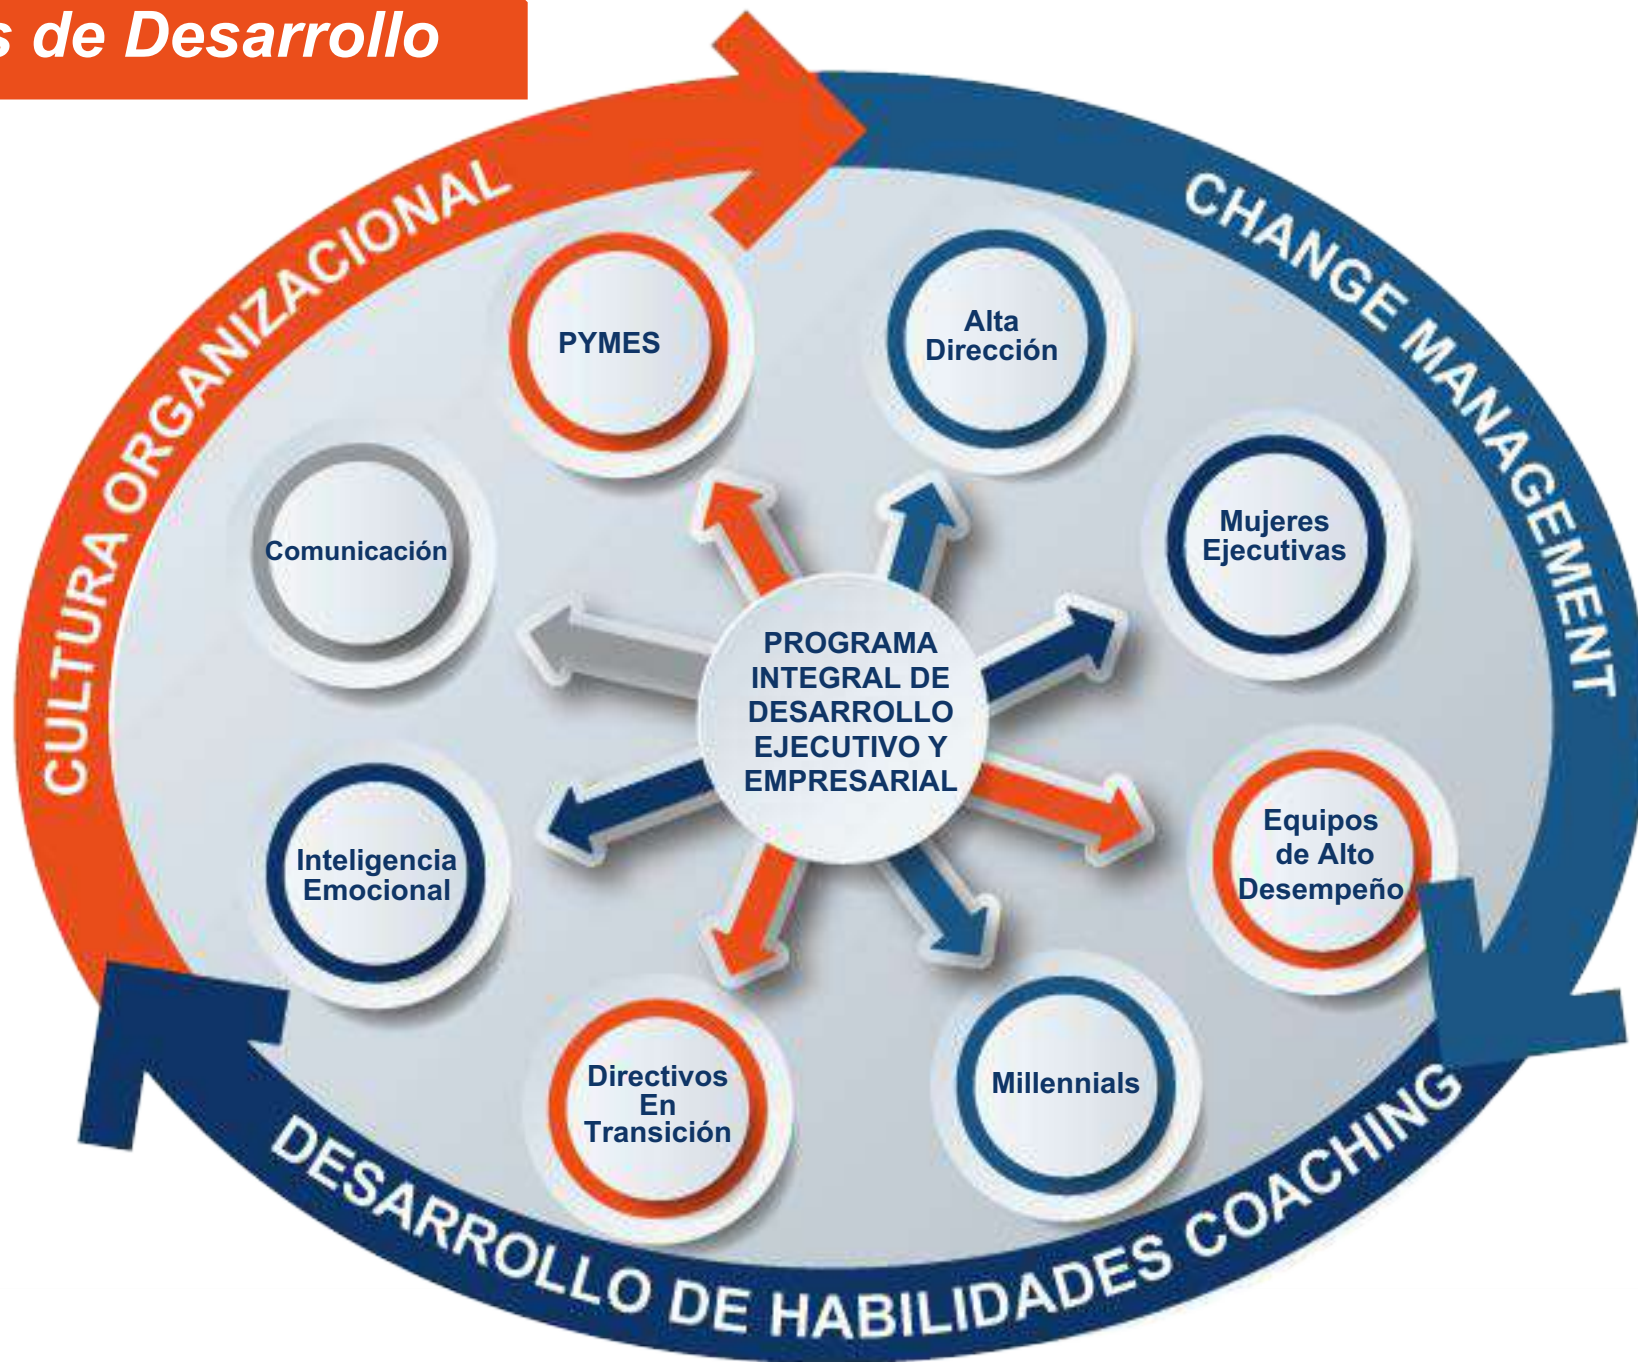 s de Desarrollo
CULTURA ORGANIZACIONAL
CHANGE MANAGEMENT
PYMES
Alta
Dirección
Comunicación
Mujeres
Ejecutivas
PROGRAMA
INTEGRAL DE
DESARROLLO
EJECUTIVO Y
EMPRESARIAL
Inteligencia
Emocional
Equipos
de Alto
Desempeño
Directivos
En
Transición
Millennials
DESARROLLO DE HABILIDADES COACHING